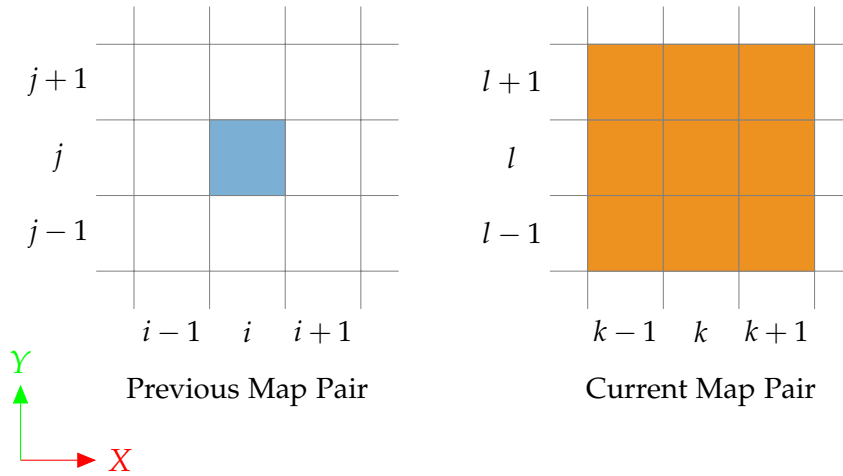 j + 1
j
j − 1
i − 1 i i + 1
Previous Map Pair
l + 1
l
l − 1
k − 1 k k + 1
Current Map Pair
Y
X